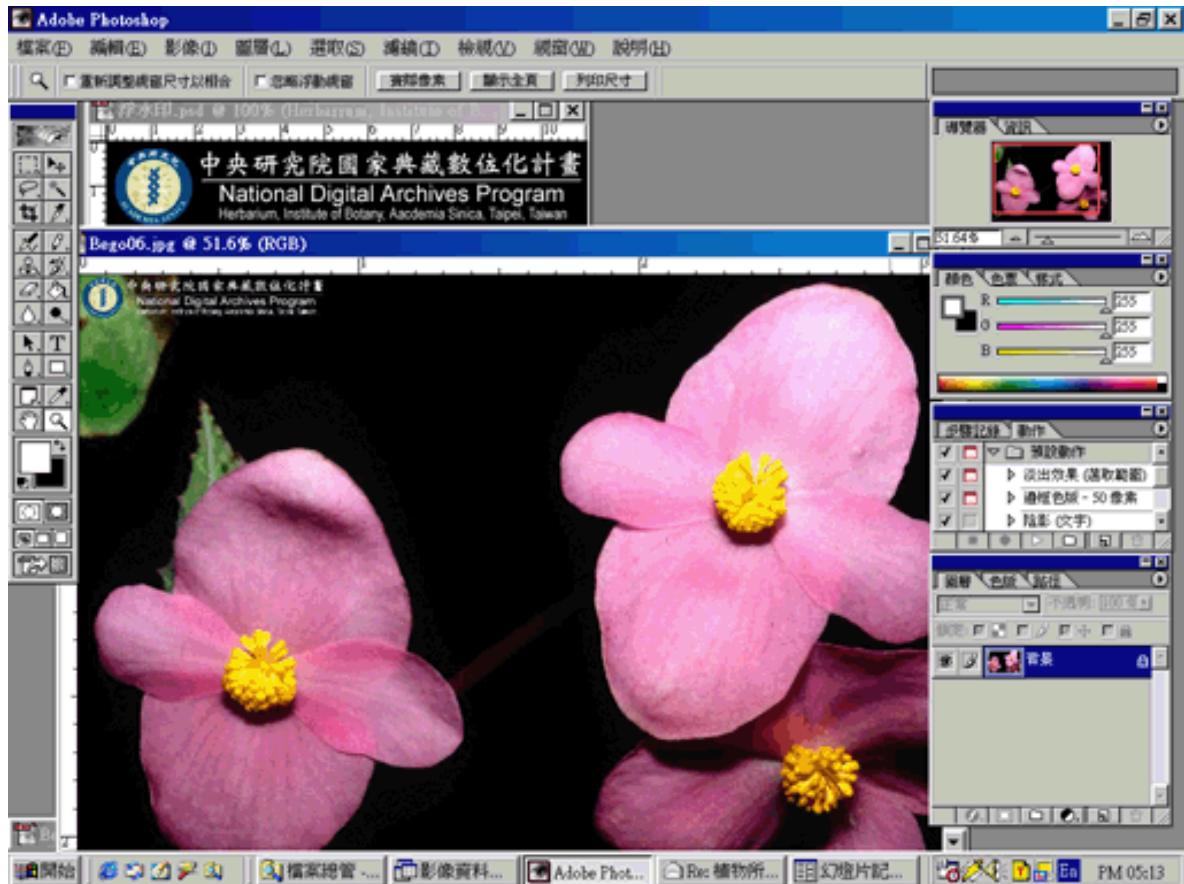 Adobe Photoshop
檔案(F) 編輯(E) 影像(I) 圖層(L) 選取(S) 濾鏡(T) 檢視(V) 視窗(W) 說明(H)
重新調整視窗尺寸以相合 忽略浮動視窗 實際像素 顯示全頁 列印尺寸
浮水印.psd @ 100% (Herbarium, Institute of B...
中央研究院國家典藏數位化計畫
National Digital Archives Program
Herbarium, Institute of Botany, Aacdemia Sinica, Taipei, Taiwan
Bego06.jpg @ 51.6% (RGB)
中央研究院國家典藏數位化計畫
National Digital Archives Program
導覽器 資訊
51.64%
顏色 色票 樣式
R 255
G 255
B 255
步驟記錄 動作
預設動作
淡出效果 (選取範圍)
邊框色版 - 50 像素
陰影 (文字)
圖層 色版 路徑
正常 不透明: 100%
鎖定:
背景
開始 檔案總管 -... 影像資料... Adobe Phot... Re: 植物所... 幻燈片記... En PM 05:13